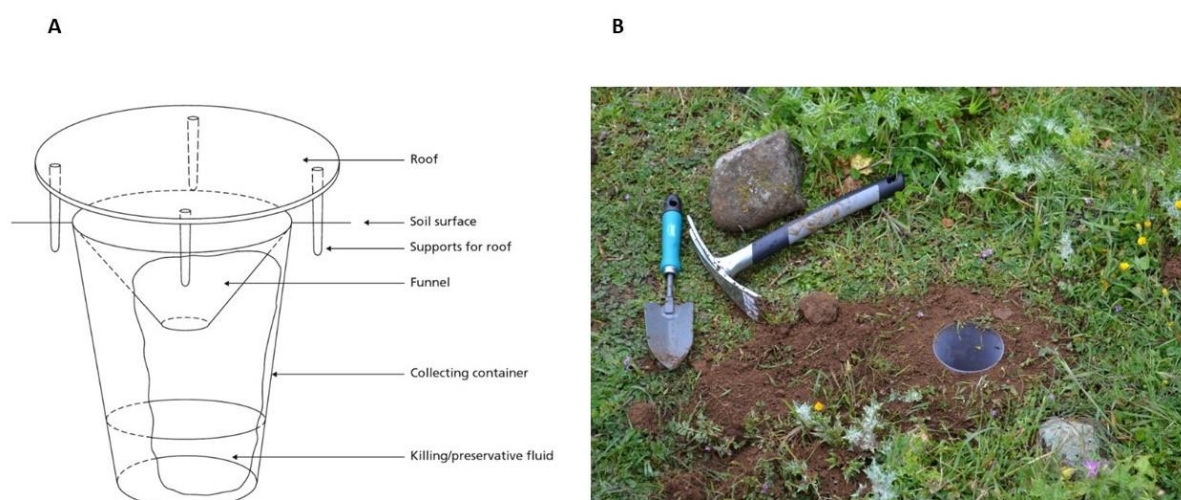 A
B
Roof
Soil surface
Supports for roof
Funnel
Collecting container
Killing/preservative fluid